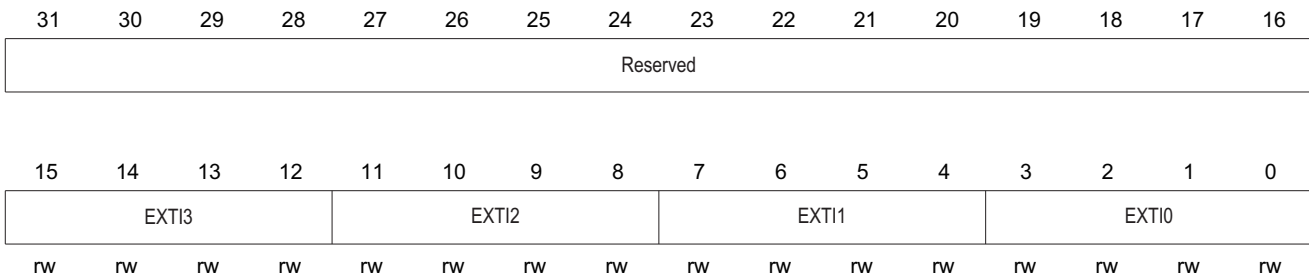 31 30 29 28 27 26 25 24 23 22 21 20 19 18 17 16
Reserved
15 14 13 12 11 10 9 8 7 6 5 4 3 2 1 0
EXTI3 EXTI2 EXTI1 EXTI0
rw rw rw rw rw rw rw rw rw rw rw rw rw rw rw rw